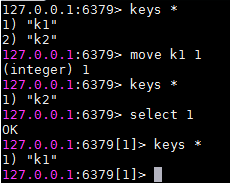 127.0.0.1:6379> keys *
1) "k1"
2) "k2"
127.0.0.1:6379> move k1 1
(integer) 1
127.0.0.1:6379> keys *
1) "k2"
127.0.0.1:6379> select 1
OK
127.0.0.1:6379[1]> keys *
1) "k1"
127.0.0.1:6379[1]>